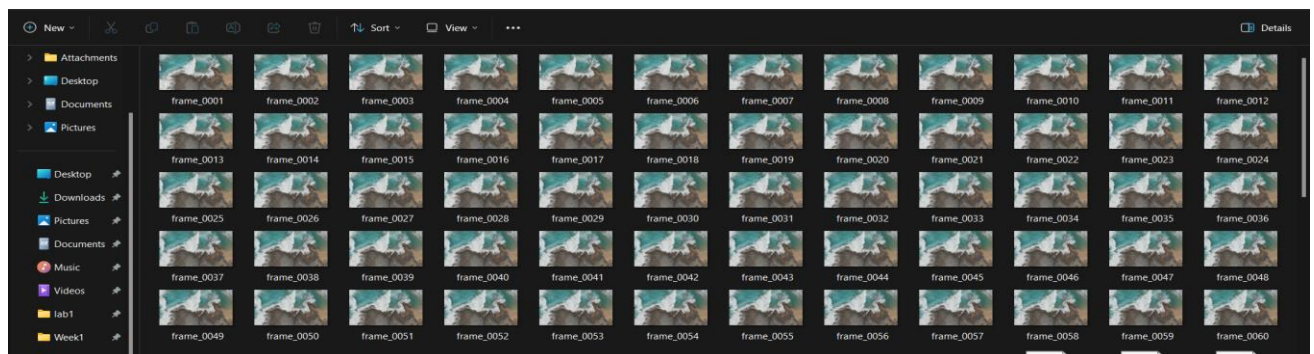 New Sort View ••• Details
Attachments
Desktop
Documents
Pictures
Desktop
Downloads
Pictures
Documents
Music
Videos
lab1
Week1
frame_0001 frame_0002 frame_0003 frame_0004 frame_0005 frame_0006 frame_0007 frame_0008 frame_0009 frame_0010 frame_0011 frame_0012
frame_0013 frame_0014 frame_0015 frame_0016 frame_0017 frame_0018 frame_0019 frame_0020 frame_0021 frame_0022 frame_0023 frame_0024
frame_0025 frame_0026 frame_0027 frame_0028 frame_0029 frame_0030 frame_0031 frame_0032 frame_0033 frame_0034 frame_0035 frame_0036
frame_0037 frame_0038 frame_0039 frame_0040 frame_0041 frame_0042 frame_0043 frame_0044 frame_0045 frame_0046 frame_0047 frame_0048
frame_0049 frame_0050 frame_0051 frame_0052 frame_0053 frame_0054 frame_0055 frame_0056 frame_0057 frame_0058 frame_0059 frame_0060